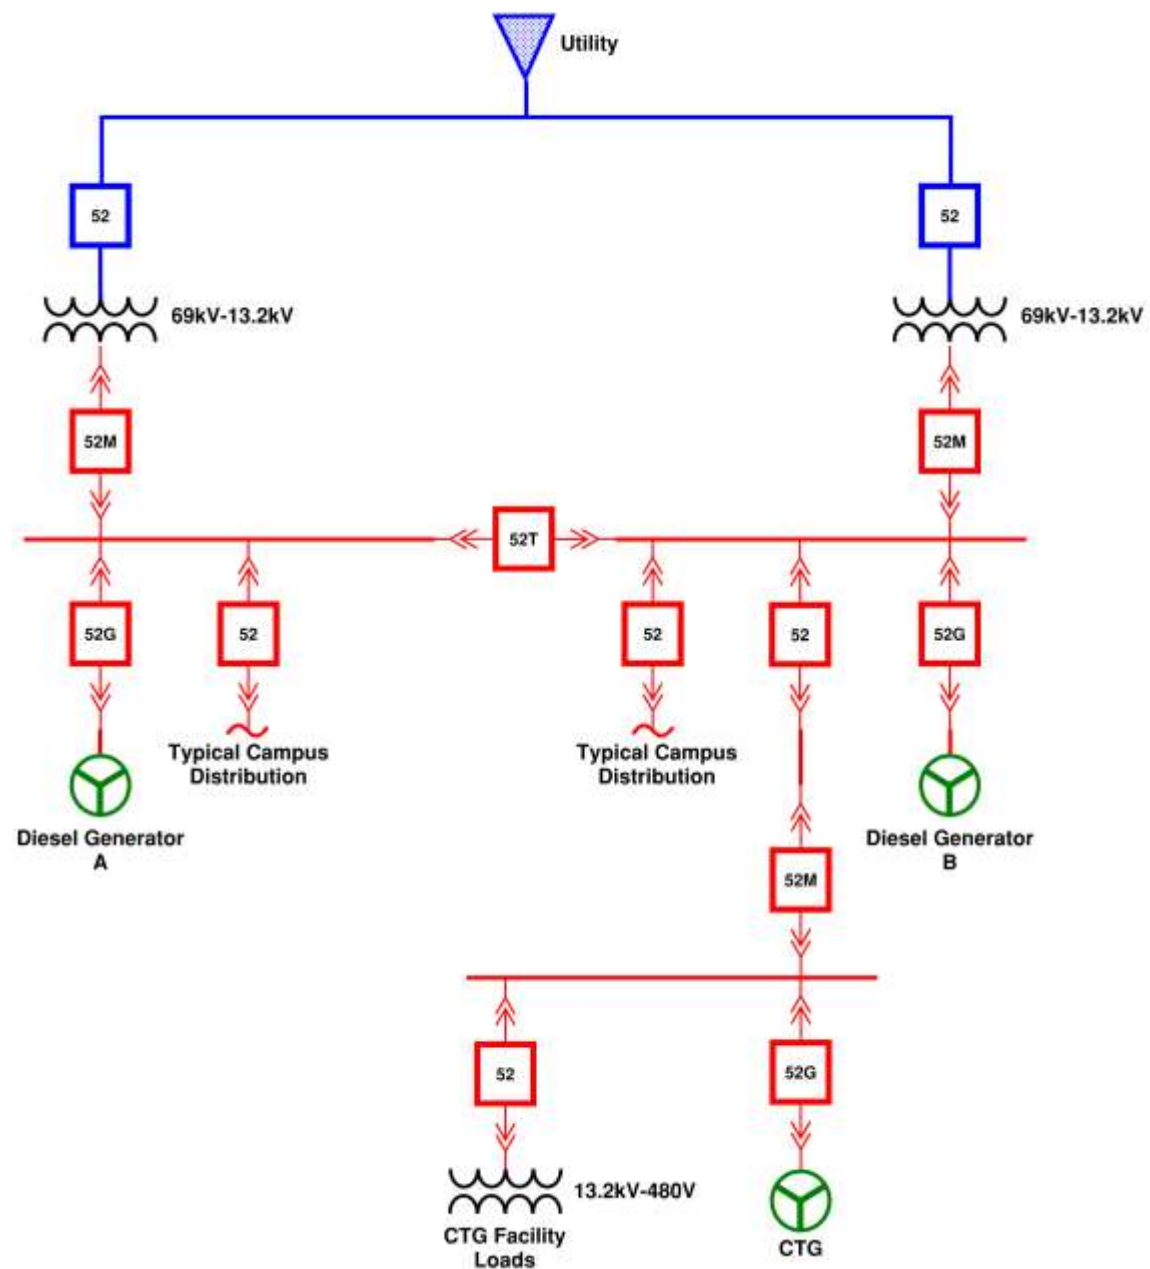 Utility
52
52
69kV-13.2kV
69kV-13.2kV
52M
52M
52T
52G
52
52
52
52G
Typical Campus
Distribution
Typical Campus
Distribution
Diesel Generator
A
Diesel Generator
B
52M
52
52G
13.2kV-480V
CTG Facility
Loads
CTG